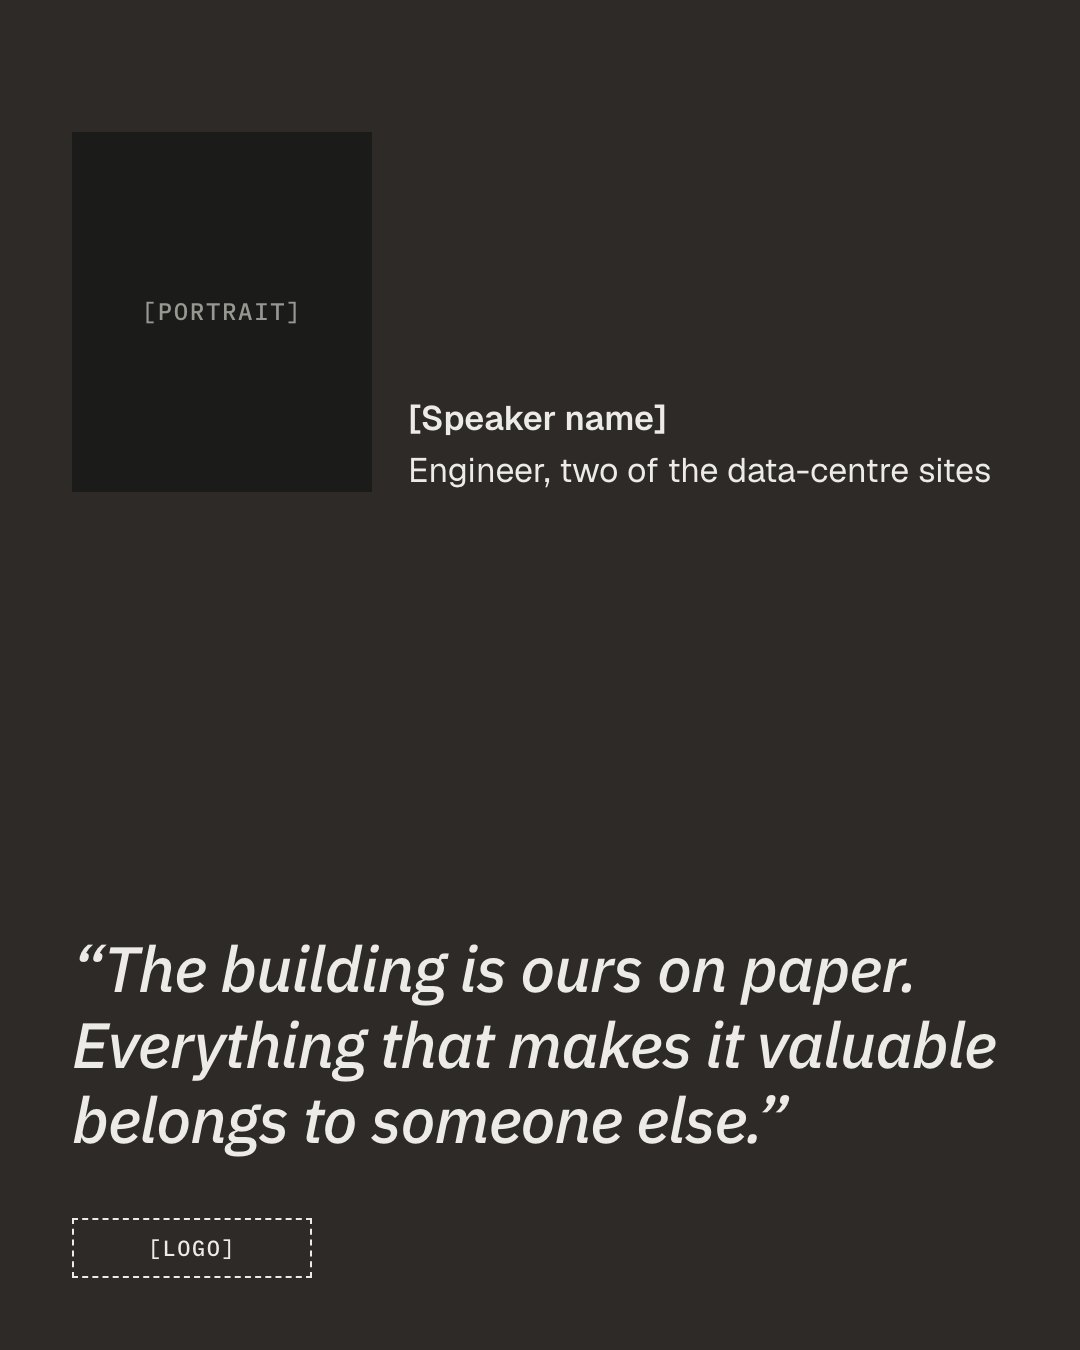 [PORTRAIT]
[Speaker name]
Engineer, two of the data-centre sites
“The building is ours on paper.
Everything that makes it valuable
belongs to someone else.”
[LOGO]